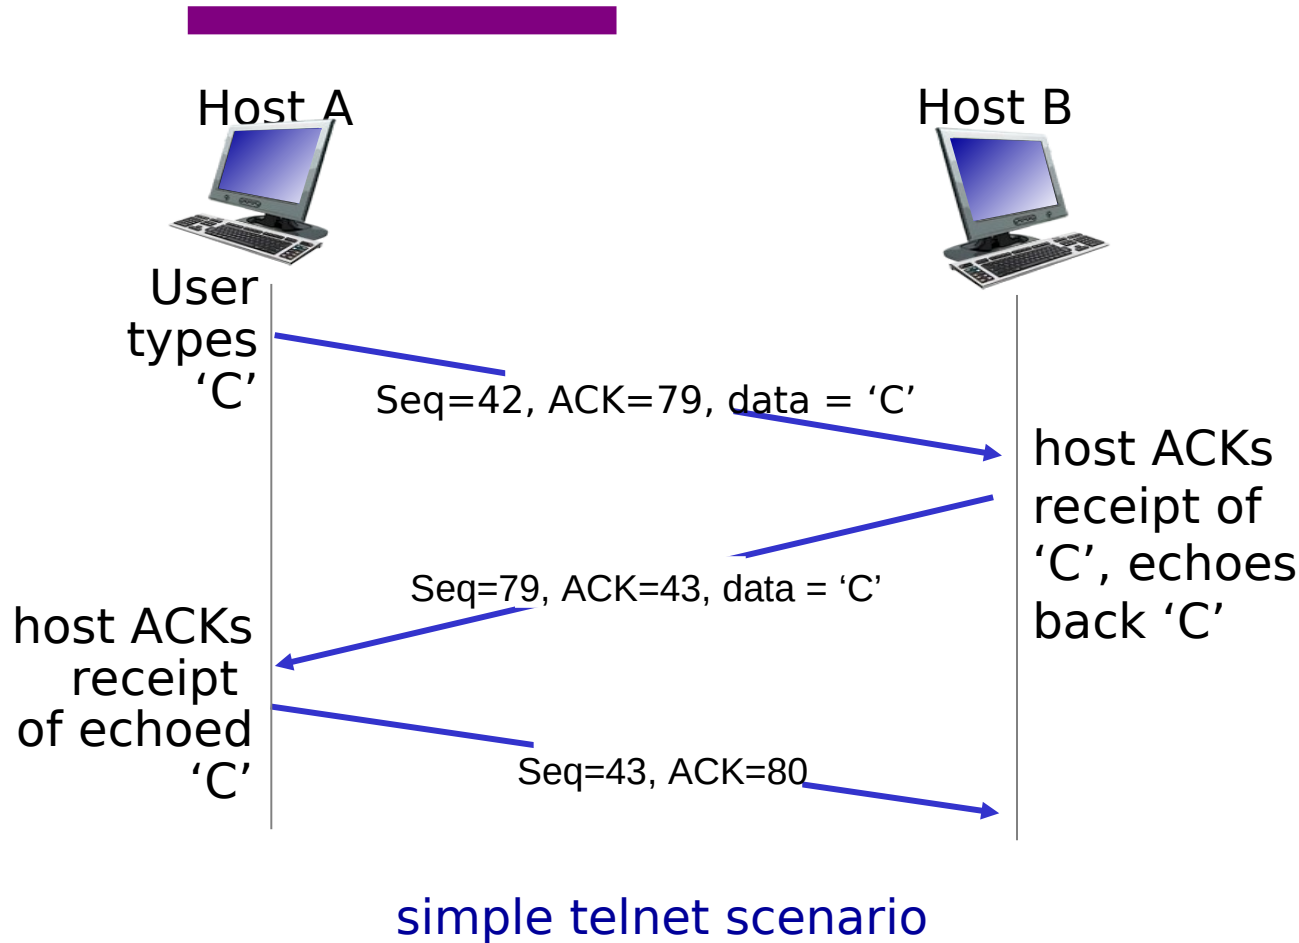 Host A
Host B
User
types
‘C’
Seq=42, ACK=79, data = ‘C’
host ACKs
receipt of
‘C’, echoes
back ‘C’
Seq=79, ACK=43, data = ‘C’
host ACKs
receipt
of echoed
‘C’
Seq=43, ACK=80
simple telnet scenario